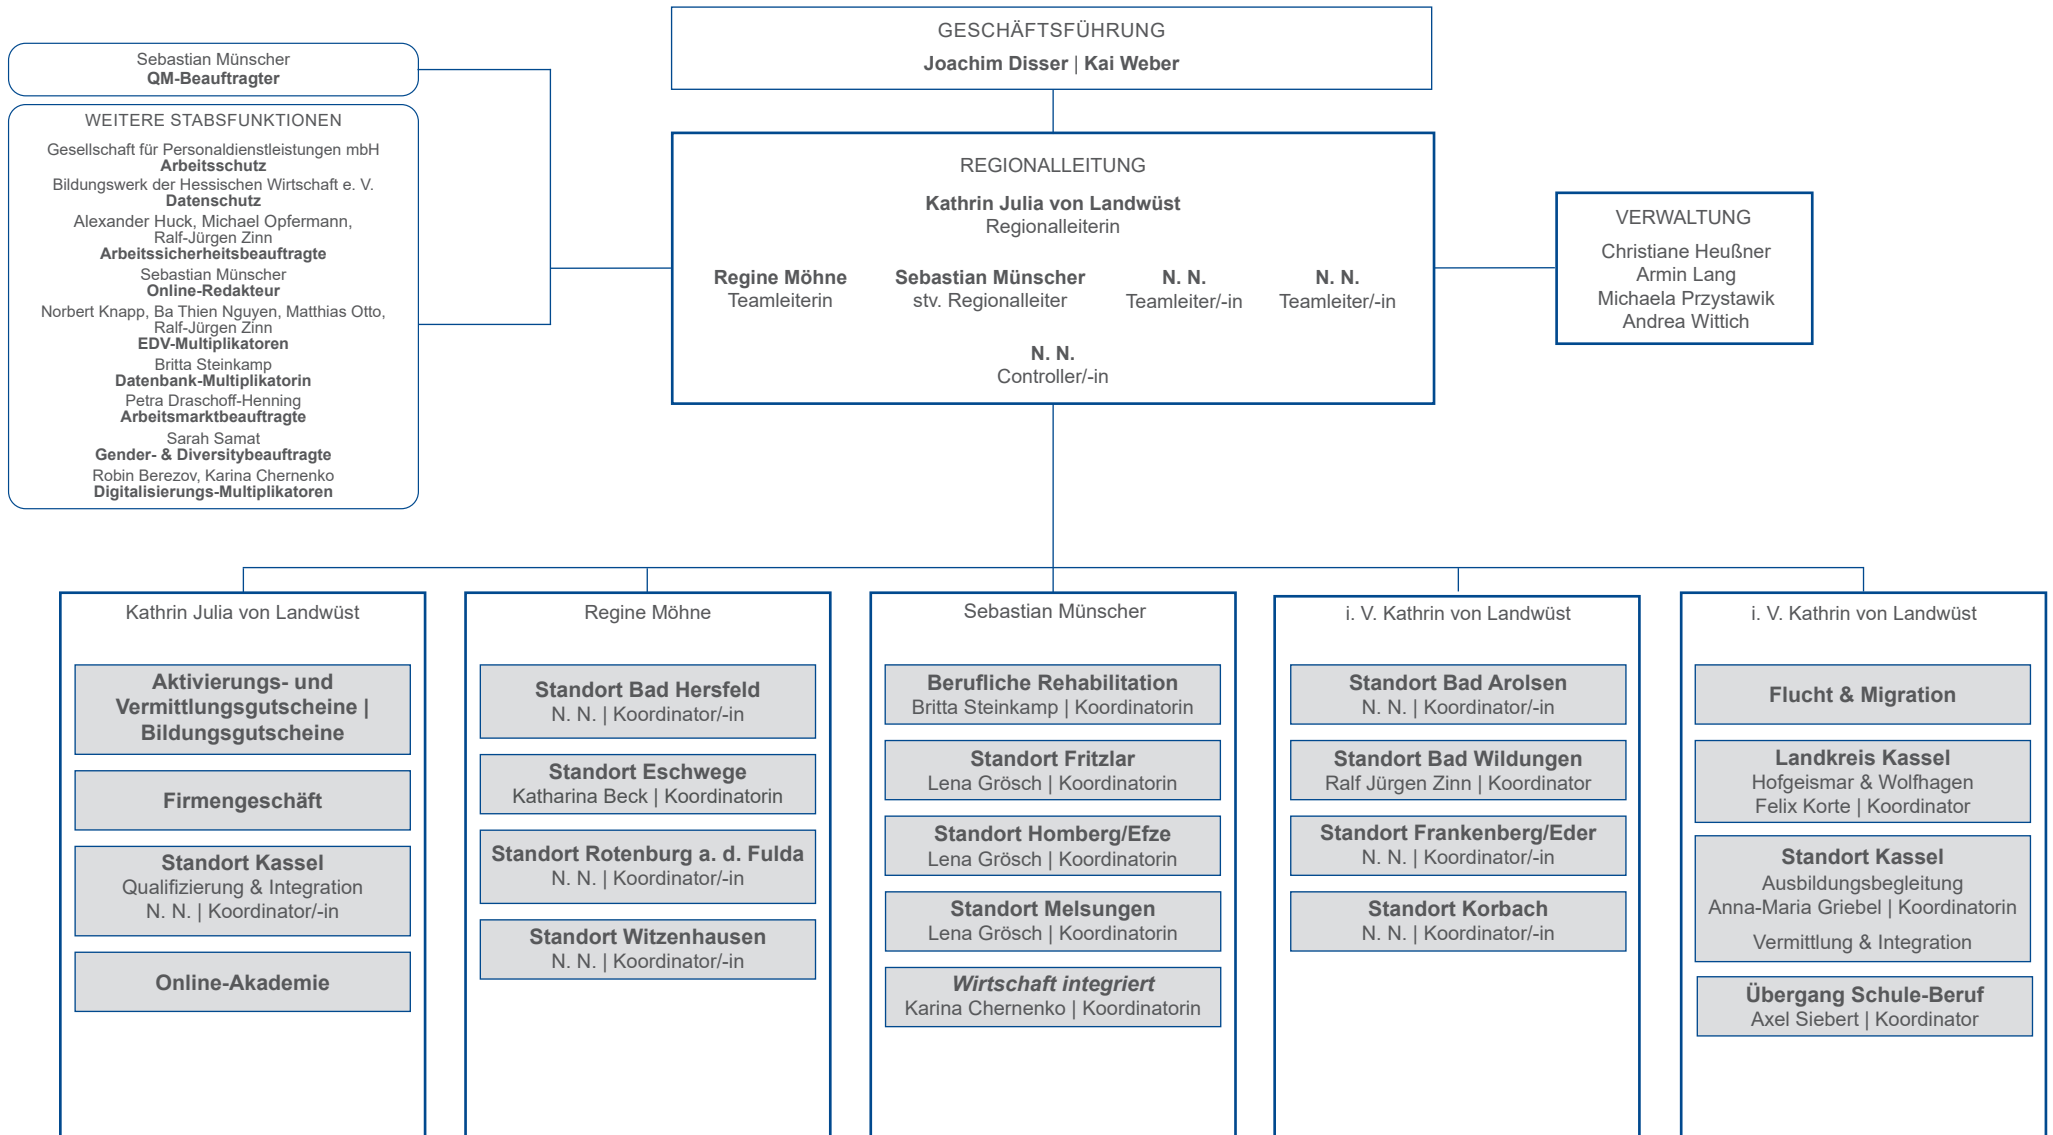 GESCHÄFTSFÜHRUNG
Joachim Disser | Kai Weber
Sebastian Münscher
QM-Beauftragter
WEITERE STABSFUNKTIONEN
Gesellschaft für Personaldienstleistungen mbH
Arbeitsschutz
Bildungswerk der Hessischen Wirtschaft e. V.
Datenschutz
Alexander Huck, Michael Opfermann,
Ralf-Jürgen Zinn
Arbeitssicherheitsbeauftragte
Sebastian Münscher
Online-Redakteur
Norbert Knapp, Ba Thien Nguyen, Matthias Otto,
Ralf-Jürgen Zinn
EDV-Multiplikatoren
Britta Steinkamp
Datenbank-Multiplikatorin
Petra Draschoff-Henning
Arbeitsmarktbeauftragte
Sarah Samat
Gender- & Diversitybeauftragte
Robin Berezov, Karina Chernenko
Digitalisierungs-Multiplikatoren
REGIONALLEITUNG
Kathrin Julia von Landwüst
Regionalleiterin
Regine Möhne
Teamleiterin
Sebastian Münscher
stv. Regionalleiter
N. N.
Teamleiter/-in
N. N.
Teamleiter/-in
N. N.
Controller/-in
VERWALTUNG
Christiane Heußner
Armin Lang
Michaela Przystawik
Andrea Wittich
Kathrin Julia von Landwüst
Aktivierungs- und
Vermittlungsgutscheine |
Bildungsgutscheine
Firmengeschäft
Standort Kassel
Qualifizierung & Integration
N. N. | Koordinator/-in
Online-Akademie
Regine Möhne
Standort Bad Hersfeld
N. N. | Koordinator/-in
Standort Eschwege
Katharina Beck | Koordinatorin
Standort Rotenburg a. d. Fulda
N. N. | Koordinator/-in
Standort Witzenhausen
N. N. | Koordinator/-in
Sebastian Münscher
Berufliche Rehabilitation
Britta Steinkamp | Koordinatorin
Standort Fritzlar
Lena Grösch | Koordinatorin
Standort Homberg/Efze
Lena Grösch | Koordinatorin
Standort Melsungen
Lena Grösch | Koordinatorin
Wirtschaft integriert
Karina Chernenko | Koordinatorin
i. V. Kathrin von Landwüst
Standort Bad Arolsen
N. N. | Koordinator/-in
Standort Bad Wildungen
Ralf Jürgen Zinn | Koordinator
Standort Frankenberg/Eder
N. N. | Koordinator/-in
Standort Korbach
N. N. | Koordinator/-in
i. V. Kathrin von Landwüst
Flucht & Migration
Landkreis Kassel
Hofgeismar & Wolfhagen
Felix Korte | Koordinator
Standort Kassel
Ausbildungsbegleitung
Anna-Maria Griebel | Koordinatorin
Vermittlung & Integration
Übergang Schule-Beruf
Axel Siebert | Koordinator